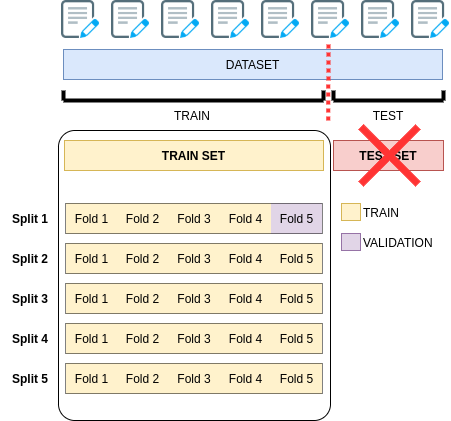 DATASET
TRAIN
TEST
TRAIN SET
TEST SET
TRAIN
VALIDATION
Split 1 Fold 1 Fold 2 Fold 3 Fold 4 Fold 5
Split 2 Fold 1 Fold 2 Fold 3 Fold 4 Fold 5
Split 3 Fold 1 Fold 2 Fold 3 Fold 4 Fold 5
Split 4 Fold 1 Fold 2 Fold 3 Fold 4 Fold 5
Split 5 Fold 1 Fold 2 Fold 3 Fold 4 Fold 5